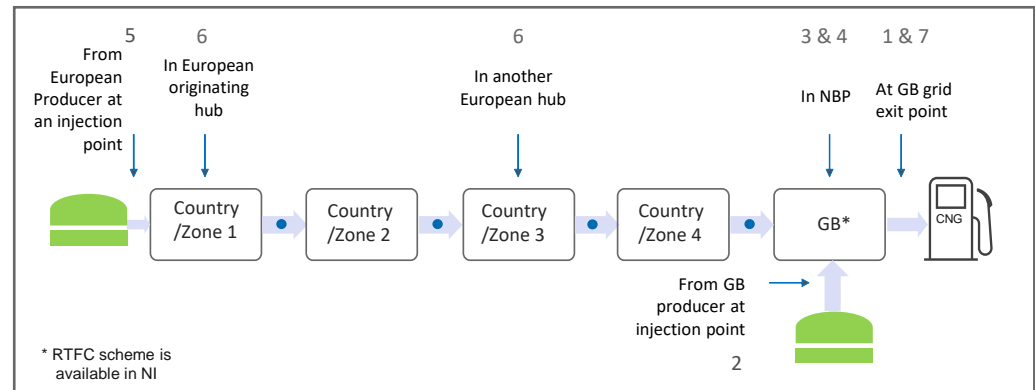 5
From
European
Producer at
an injection
point
6
In European
originating
hub
6
In another
European hub
3 & 4
In NBP
1 & 7
At GB grid
exit point
Country
/Zone 1
Country
/Zone 2
Country
/Zone 3
Country
/Zone 4
GB*
CNG
From GB
producer at
injection point
2
* RTFC scheme is
available in NI